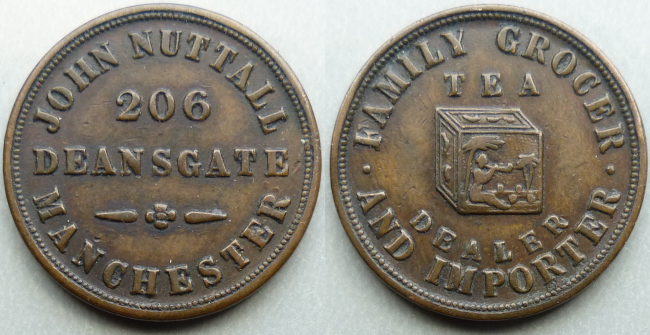 JOHN NUTTALL
206
DEANSGATE
MANCHESTER
FAMILY GROCER
TEA
DEALER
AND IMPORTER